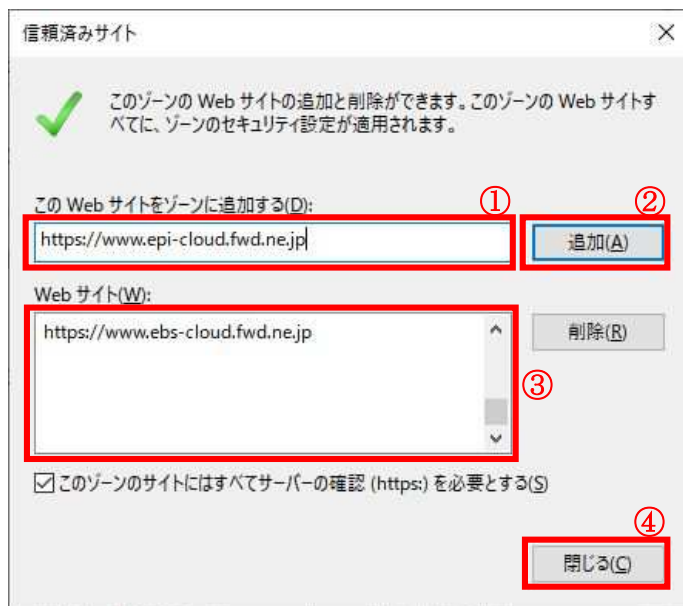 信頼済みサイト
このゾーンの Web サイトの追加と削除ができます。このゾーンの Web サイトす
べてに、ゾーンのセキュリティ設定が適用されます。
この Web サイトをゾーンに追加する(D):
①
②
https://www.epi-cloud.fwd.ne.jp
追加(A)
Web サイト(W):
https://www.ebs-cloud.fwd.ne.jp
削除(R)
③
このゾーンのサイトにはすべてサーバーの確認 (https:) を必要とする(S)
④
閉じる(C)